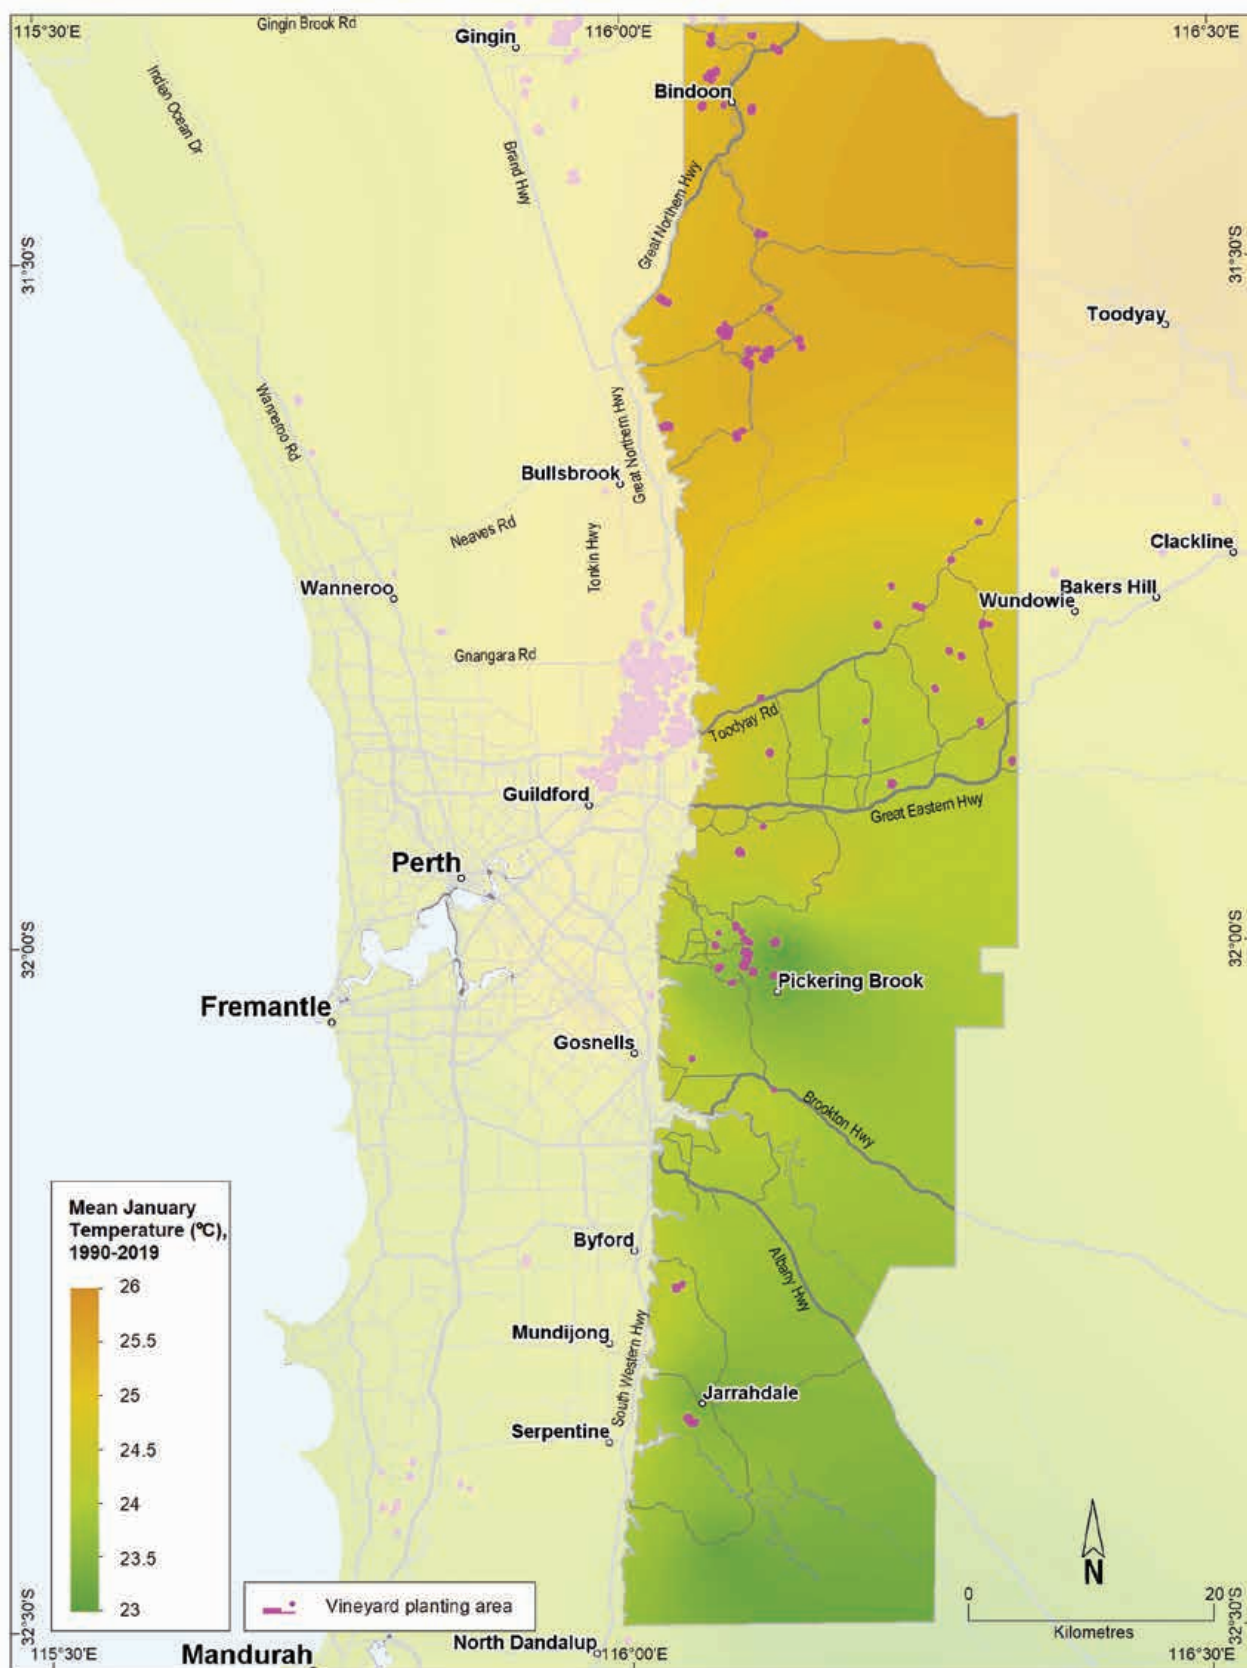 115°30'E
Gingin Brook Rd
Gingin
116°00'E
116°30'E
Indian Ocean Dr
Bindoon
Brand Hwy
Great Northern Hwy
31°30'S
31°30'S
Toodyay
Wanneroo Rd
Great Northern Hwy
Bullsbrook
Neaves Rd
Tonkin Hwy
Clackline
Wanneroo
Bakers Hill
Wundowie
Gnangara Rd
Toodyay Rd
Guildford
Great Eastern Hwy
Perth
32°00'S
32°00'S
Pickering Brook
Fremantle
Gosnells
Brookton Hwy
Mean January
Temperature (°C),
1990-2019
26
25.5
25
24.5
24
23.5
23
Byford
Albany Hwy
Mundijong
South Western Hwy
Jarrahdale
Serpentine
N
0 20
Kilometres
Vineyard planting area
32°30'S
32°30'S
North Dandalup
Mandurah
115°30'E
116°00'E
116°30'E